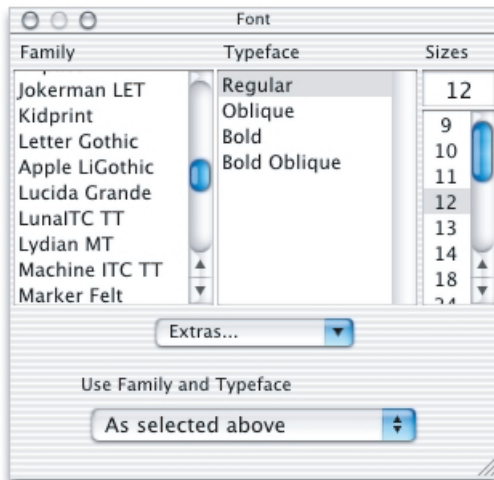 Font
Family Typeface Sizes
Jokerman LET
Kidprint
Letter Gothic
Apple LiGothic
Lucida Grande
LunaITC TT
Lydian MT
Machine ITC TT
Marker Felt
Regular
Oblique
Bold
Bold Oblique
12
9
10
11
12
13
14
18
24
Extras...
Use Family and Typeface
As selected above